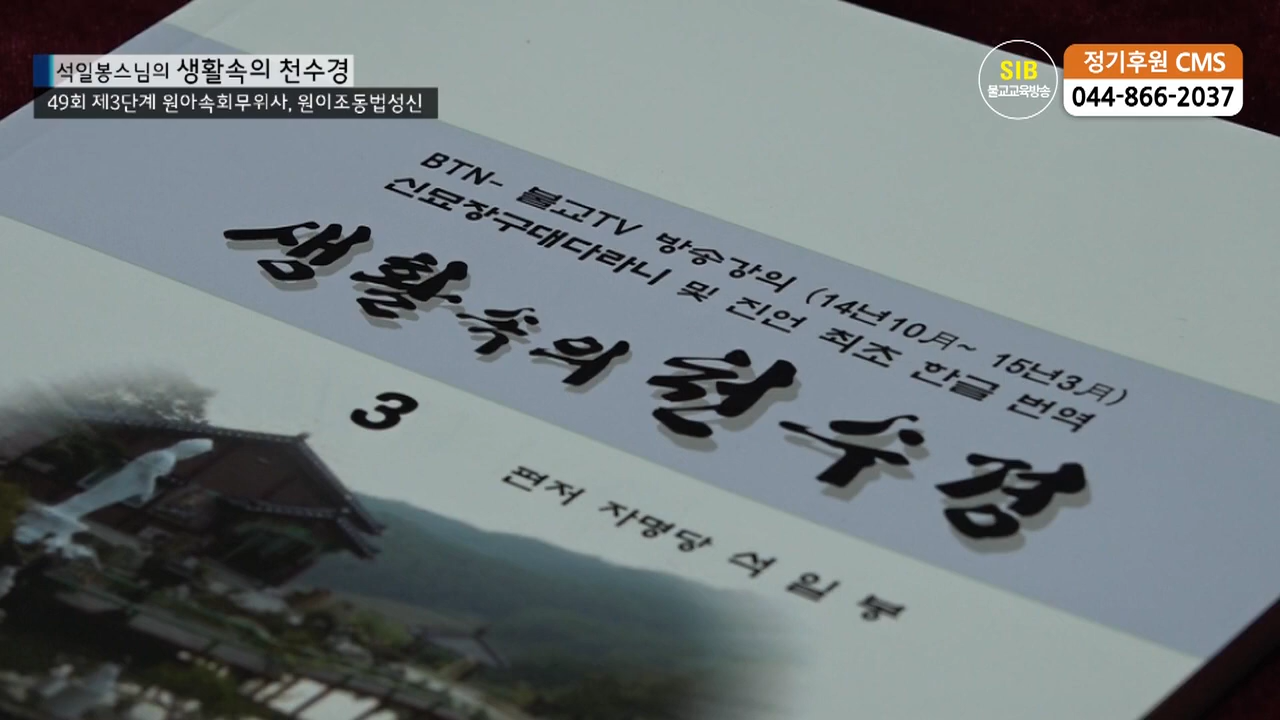 석일봉스님의 생활속의 천수경
49회 제3단계 원아속회무위사, 원이조동법성신
SIB
불교교육방송
정기후원 CMS
044-866-2037
BTN- 불교TV 방송강의 (14년10月~ 15년3月)
신묘장구대다라니 및 진언 최초 한글 번역
생활속의 천수경
3
편저 자명당 석 일 봉